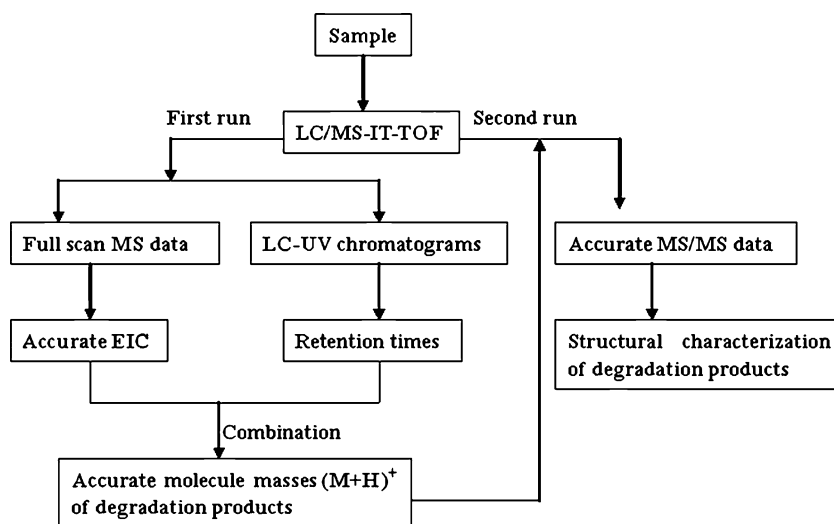 Sample
First run
LC/MS-IT-TOF
Second run
Full scan MS data
LC-UV chromatograms
Accurate MS/MS data
Accurate EIC
Retention times
Structural characterization
of degradation products
Combination
Accurate molecule masses (M+H)⁺
of degradation products